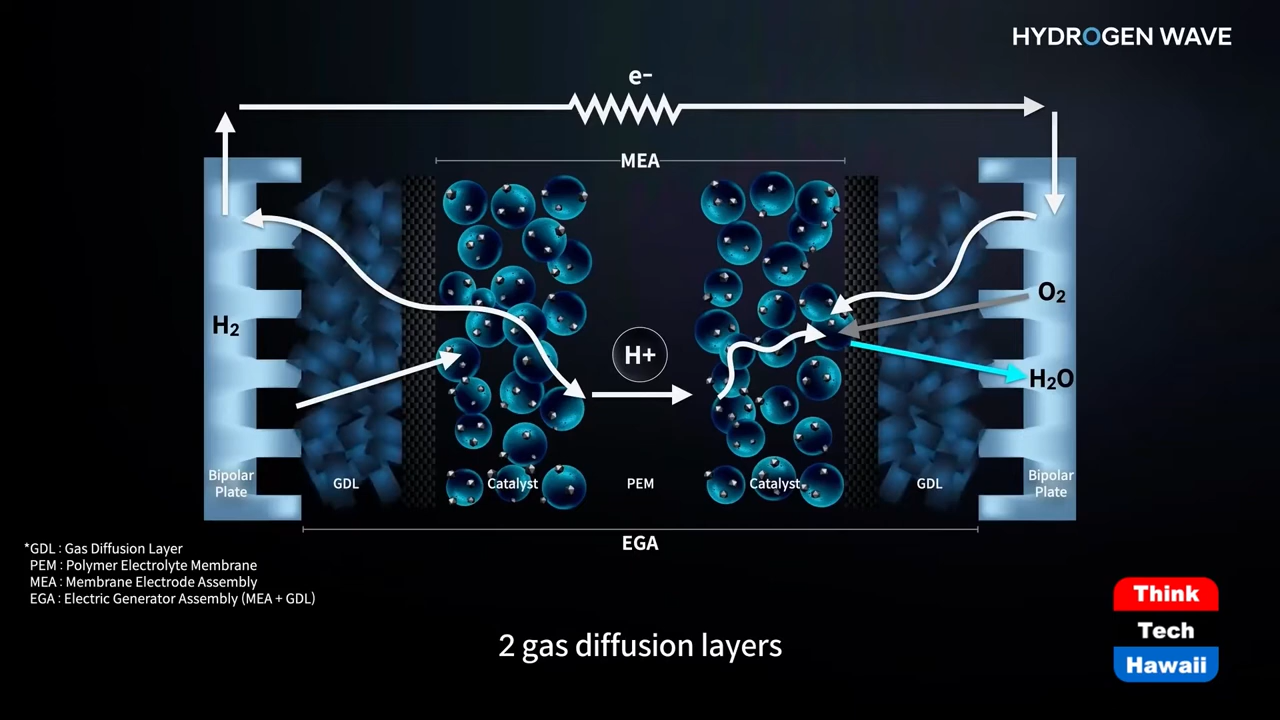 HYDROGEN WAVE
e-
MEA
H2
H+
O2
H2O
Bipolar
Plate
GDL
Catalyst
PEM
Catalyst
GDL
Bipolar
Plate
EGA
*GDL : Gas Diffusion Layer
PEM : Polymer Electrolyte Membrane
MEA : Membrane Electrode Assembly
EGA : Electric Generator Assembly (MEA + GDL)
2 gas diffusion layers
Think
Tech
Hawaii